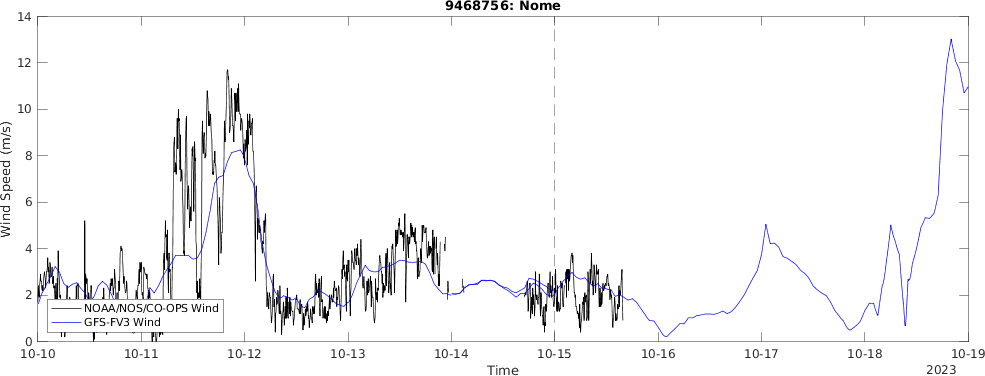 9468756: Nome
Wind Speed (m/s)
14
12
10
8
6
4
2
0
NOAA/NOS/CO-OPS Wind
GFS-FV3 Wind
10-10 10-11 10-12 10-13 10-14 10-15 10-16 10-17 10-18 10-19
Time
2023